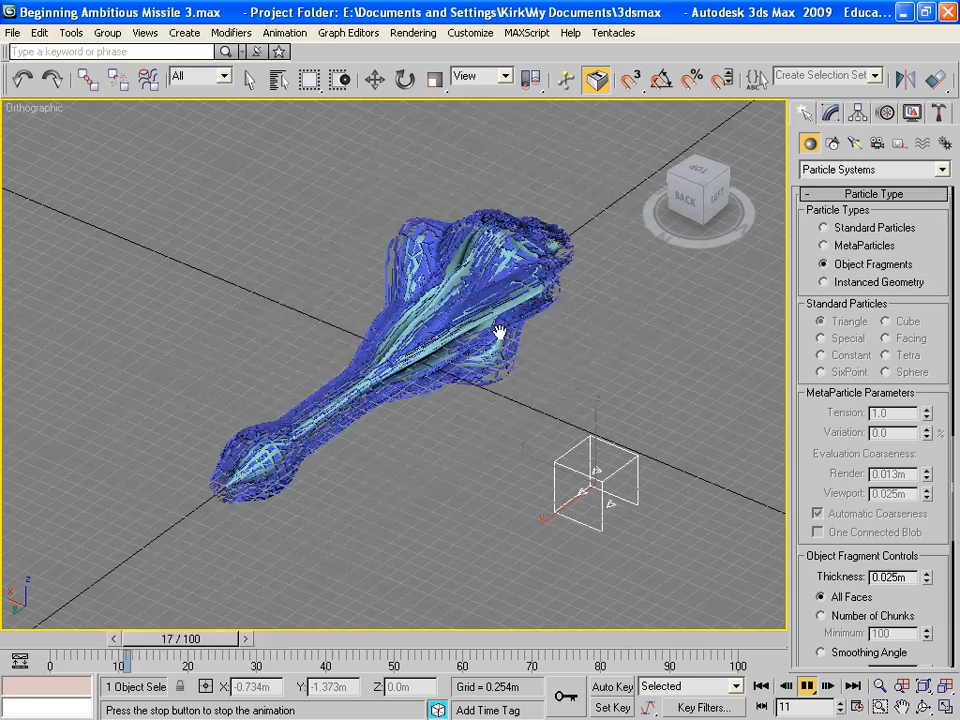 Beginning Ambitious Missile 3.max - Project Folder: E:\Documents and Settings\Kirk\My Documents\3dsmax - Autodesk 3ds Max 2009 Educa...
File Edit Tools Group Views Create Modifiers Animation Graph Editors Rendering Customize MAXScript Help Tentacles
Type a keyword or phrase
All View Create Selection Set
Orthographic
TOP
BACK LEFT
Particle Systems
Particle Type
Particle Types
Standard Particles
MetaParticles
Object Fragments
Instanced Geometry
Standard Particles
Triangle Cube
Special Facing
Constant Tetra
SixPoint Sphere
MetaParticle Parameters
Tension: 1.0
Variation: 0.0 %
Evaluation Coarseness:
Render: 0.013m
Viewport: 0.025m
Automatic Coarseness
One Connected Blob
Object Fragment Controls
Thickness: 0.025m
All Faces
Number of Chunks
Minimum: 100
Smoothing Angle
z
x
y
17 / 100
0 10 20 30 40 50 60 70 80 90 100
1 Object Sele X: -0.734m Y: -1.373m Z: 0.0m Grid = 0.254m Auto Key Selected
Press the stop button to stop the animation Add Time Tag Set Key Key Filters... 11